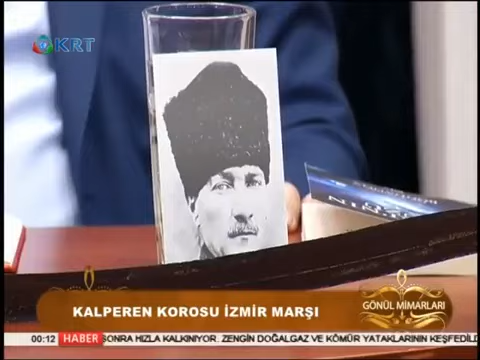 KRT
KALPEREN KOROSU İZMİR MARŞI
GÖNÜL MİMARLARI
00:12 HABER SONRA HIZLA KALKINIYOR. ZENGİN DOĞALGAZ VE KÖMÜR YATAKLARININ KEŞFEDİLD